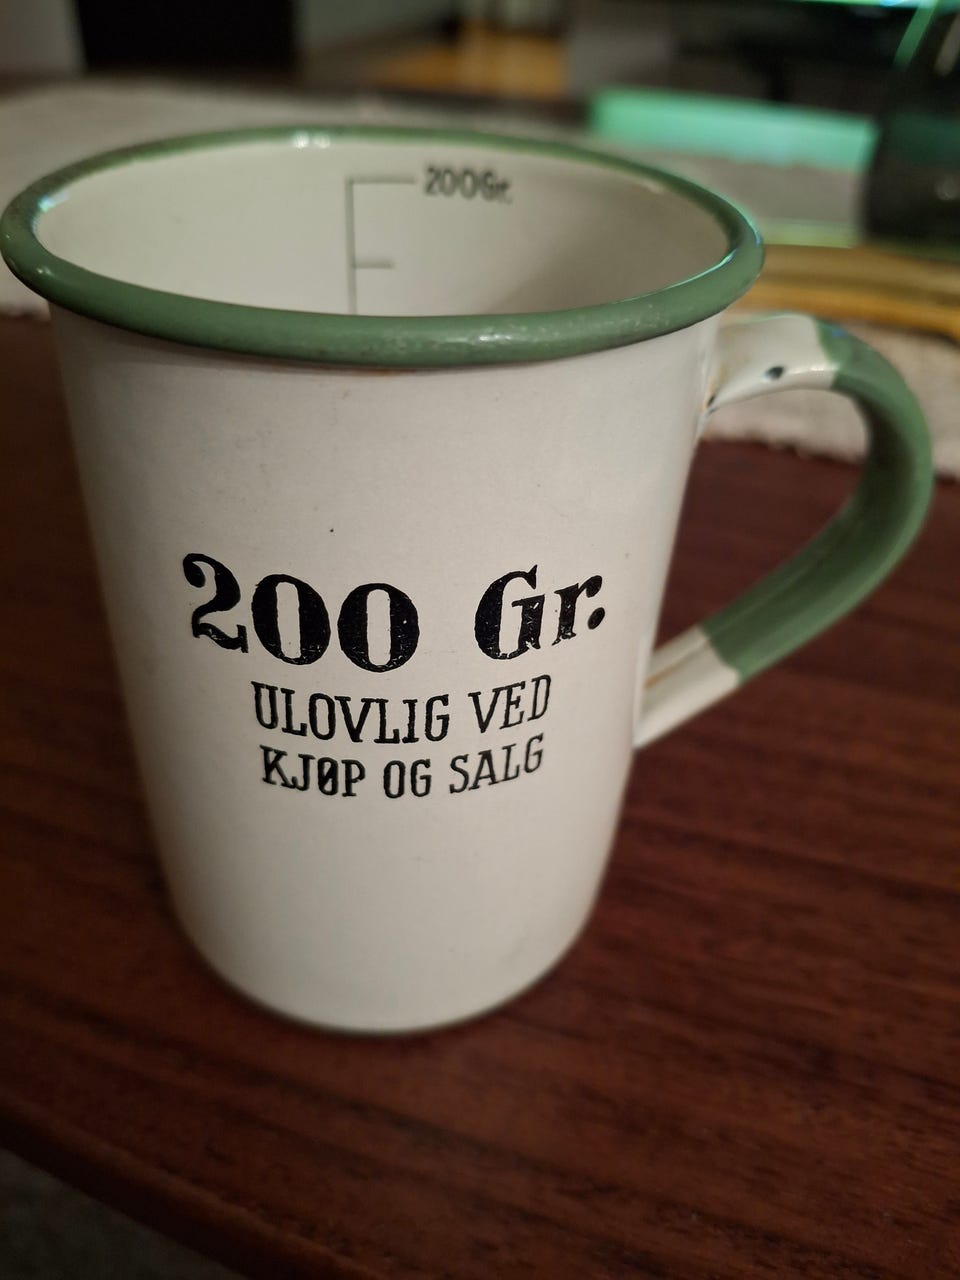 200Gr.
200 Gr.
ULOVLIG VED
KJØP OG SALG